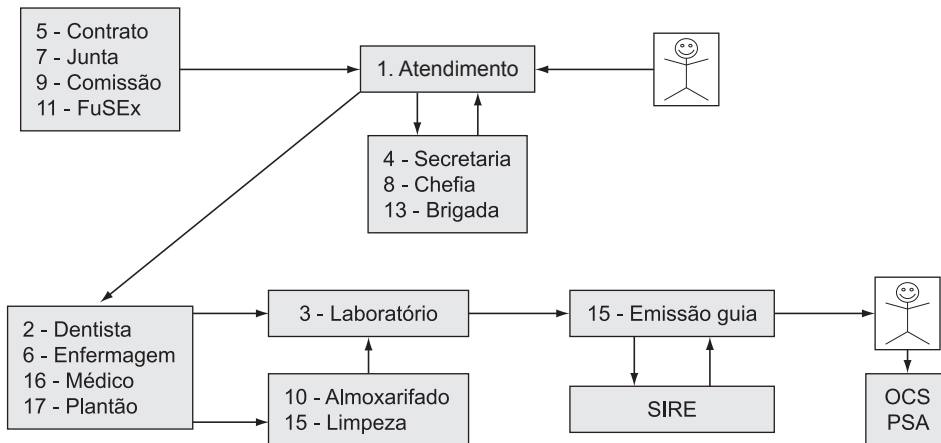 5 - Contrato
7 - Junta
9 - Comissão
11 - FuSEx
1. Atendimento
4 - Secretaria
8 - Chefia
13 - Brigada
2 - Dentista
6 - Enfermagem
16 - Médico
17 - Plantão
3 - Laboratório
10 - Almoxarifado
15 - Limpeza
15 - Emissão guia
SIRE
OCS
PSA